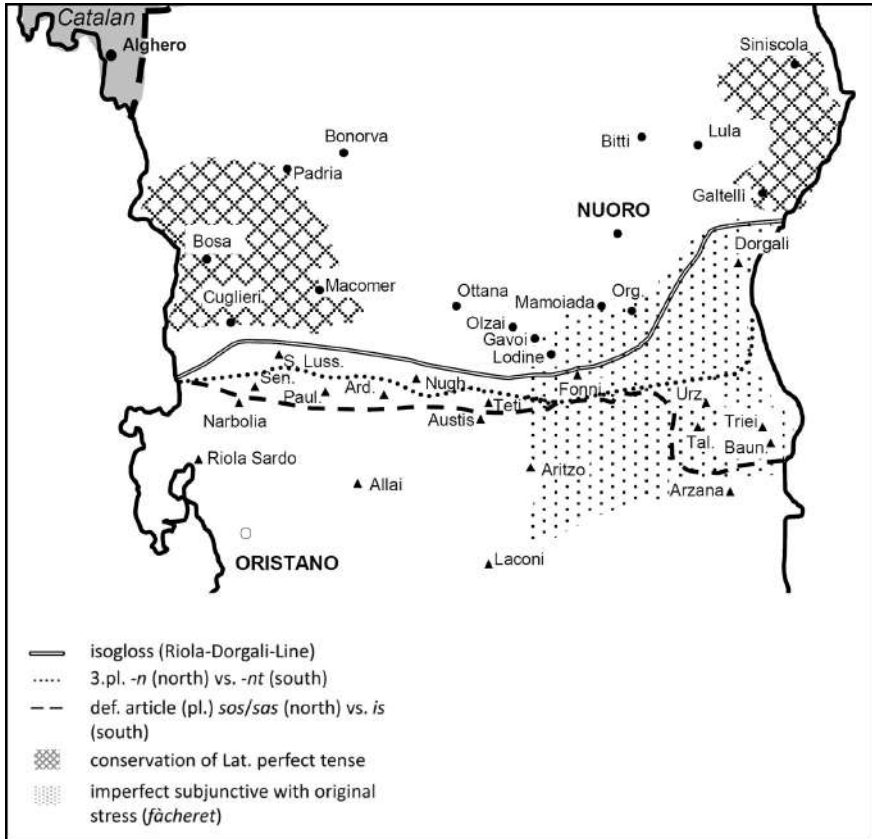 Catalan
Alghero
Siniscola
Bonorva
Bitti
Lula
Padria
Galtelli
NUORO
Bosa
Dorgali
Macomer
Cuglieri
Ottana
Mamoiada
Org.
Olzai
Gavoi
Lodine
S. Luss.
Sen.
Paul.
Ard.
Nugh.
Fonni
Teti
Urz.
Narbolia
Austis
Tal.
Triei
Baun.
Riola Sardo
Allai
Aritzo
Arzana
ORISTANO
Laconi
isogloss (Riola-Dorgali-Line)
3.pl. -n (north) vs. -nt (south)
def. article (pl.) sos/sas (north) vs. is
(south)
conservation of Lat. perfect tense
imperfect subjunctive with original
stress (fàcheret)